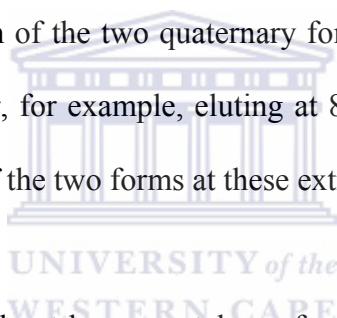 n of the two quaternary for
, for example, eluting at 8
f the two forms at these ext
UNIVERSITY of the
WESTERN CAPE